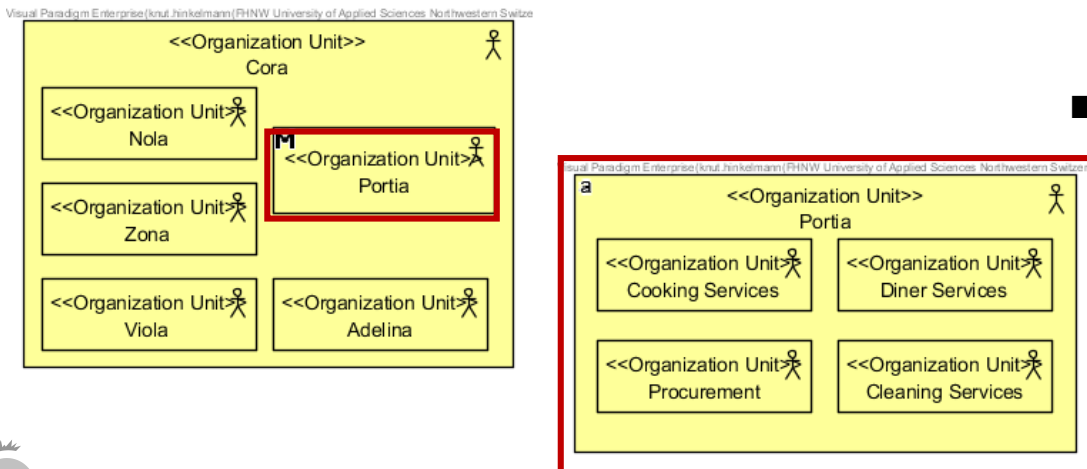 Visual Paradigm Enterprise(knut.hinkelmann(FHNW University of Applied Sciences Northwestern Switze
<<Organization Unit>>
Cora
<<Organization Unit>>
Nola
M
<<Organization Unit>>
Portia
<<Organization Unit>>
Zona
<<Organization Unit>>
Viola
<<Organization Unit>>
Adelina
isual Paradigm Enterprise(knut.hinkelmann(FHNW University of Applied Sciences Northwestern Switzer
a
<<Organization Unit>>
Portia
<<Organization Unit>>
Cooking Services
<<Organization Unit>>
Diner Services
<<Organization Unit>>
Procurement
<<Organization Unit>>
Cleaning Services